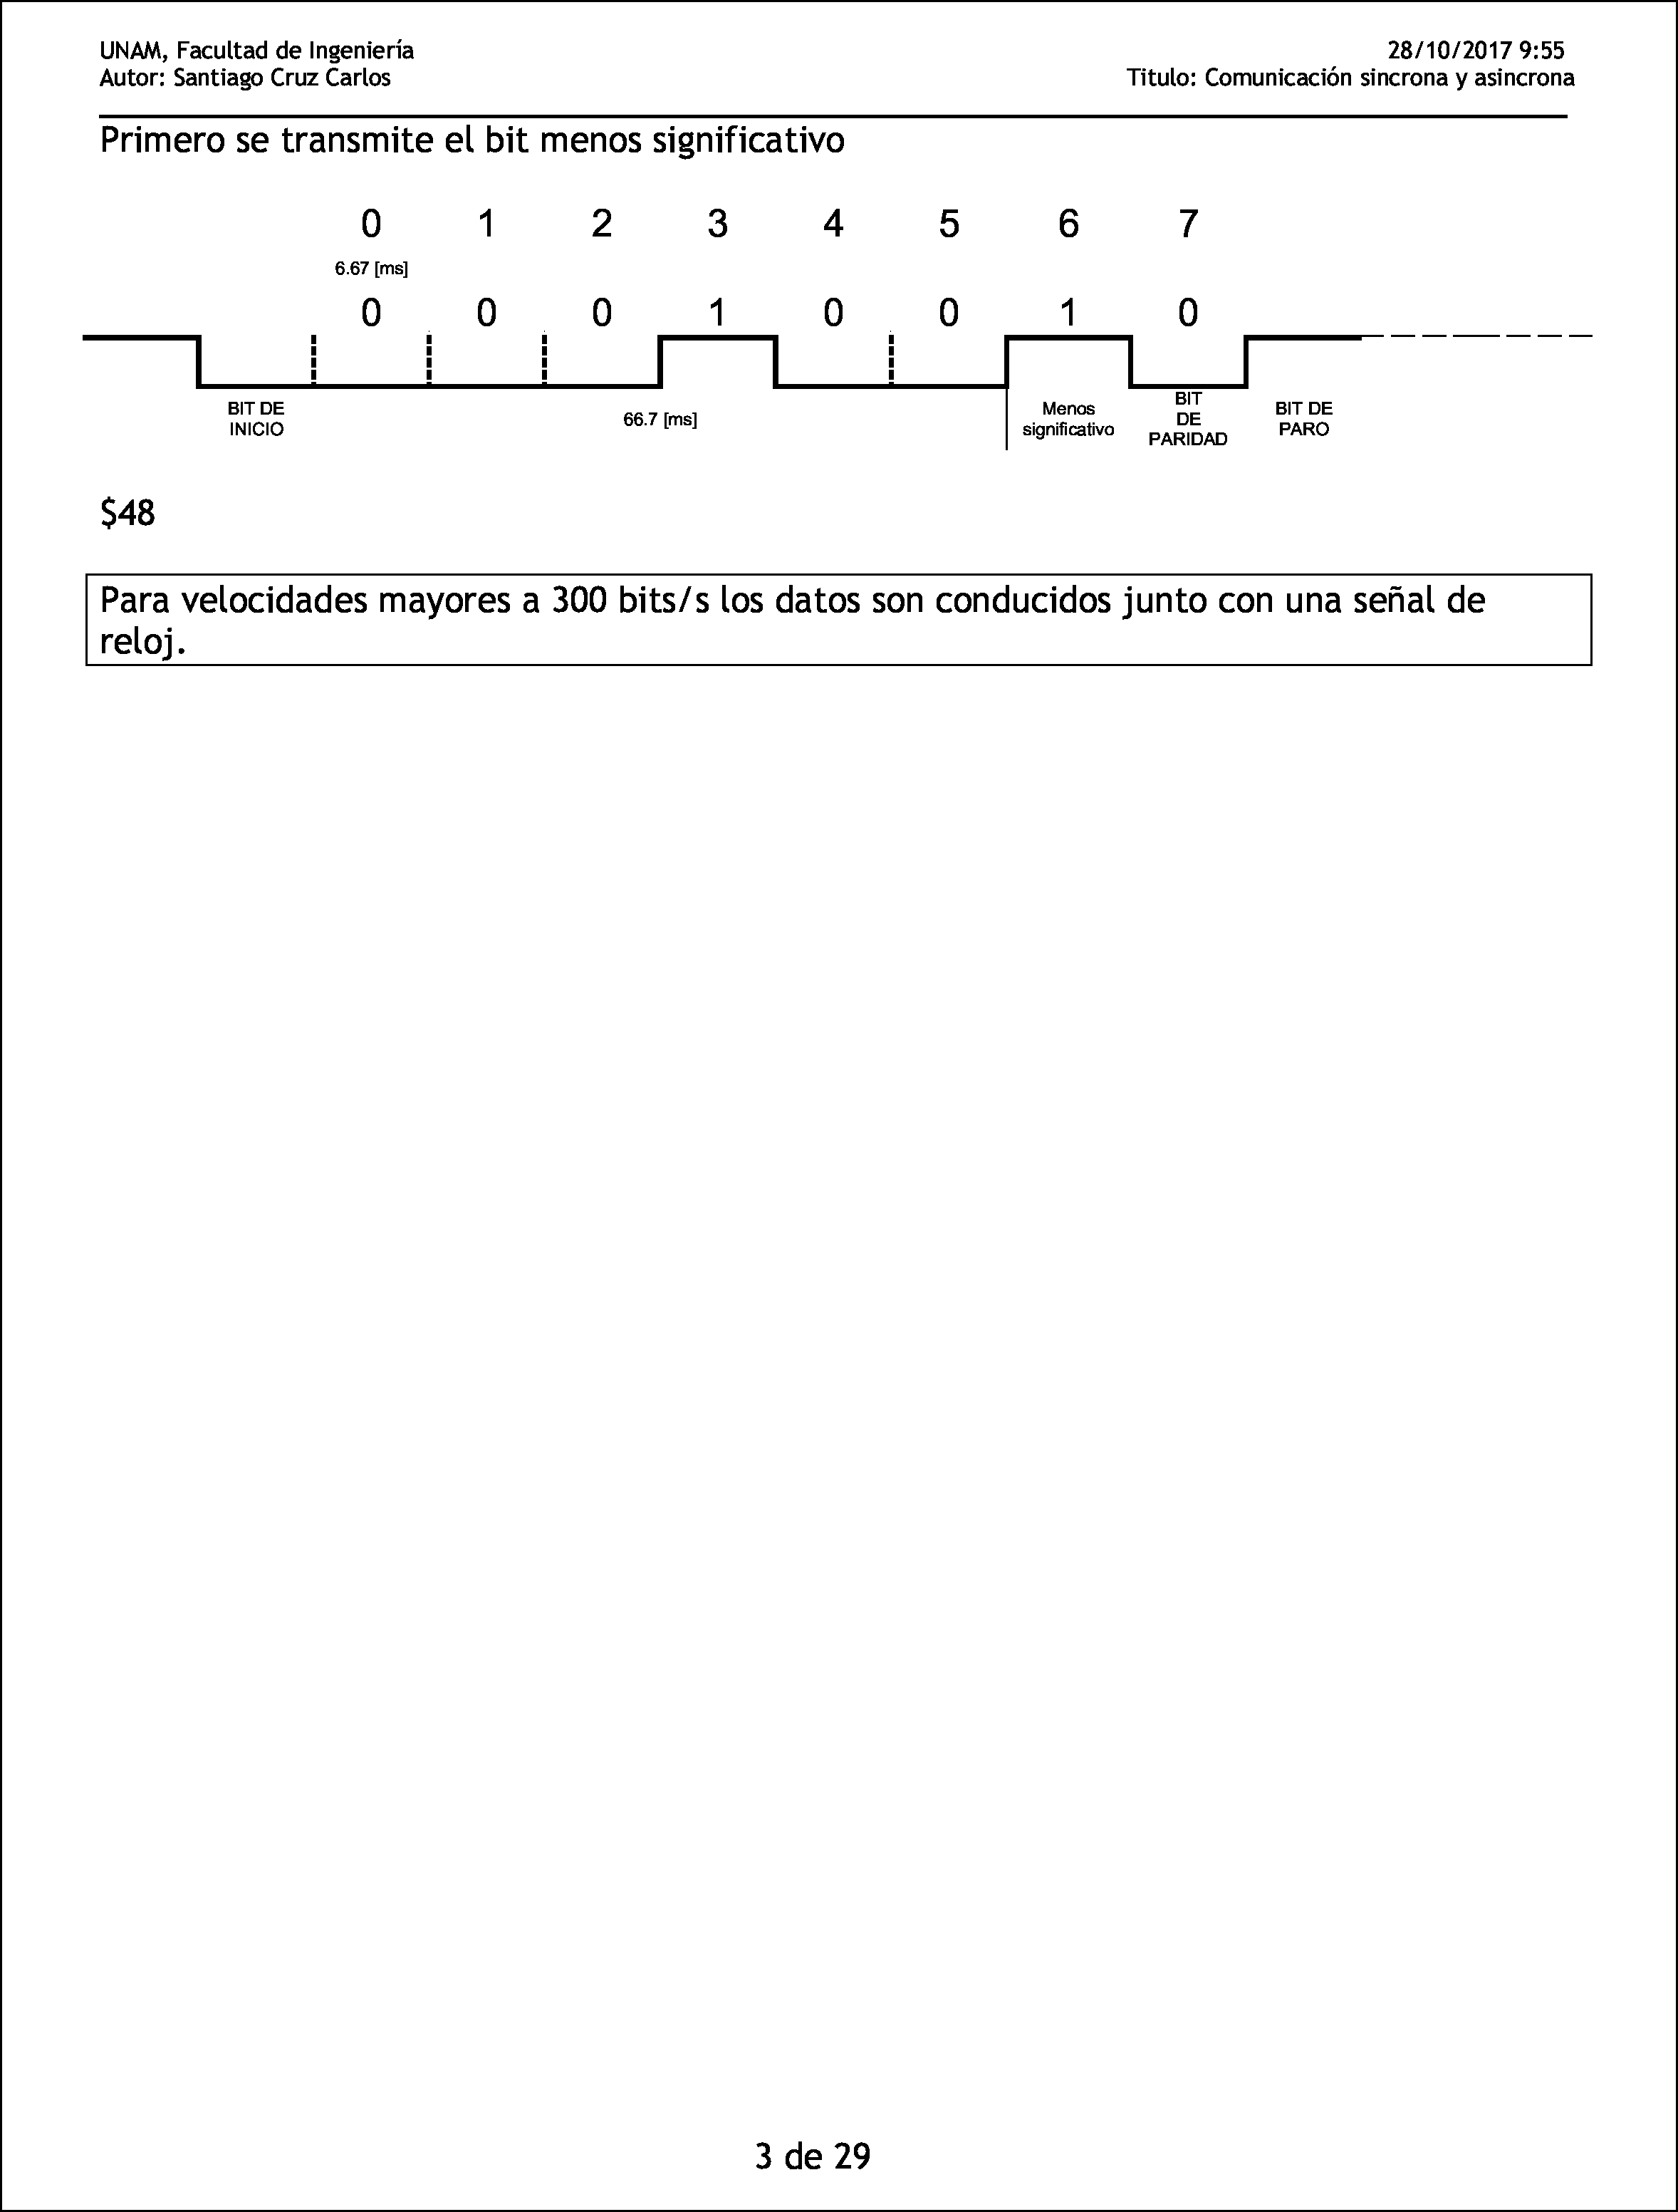 UNAM, Facultad de Ingeniería 28/10/2017 9:55
Autor: Santiago Cruz Carlos Titulo: Comunicación sincrona y asincrona
Primero se transmite el bit menos significativo
0 1 2 3 4 5 6 7
6.67 [ms]
0 0 0 1 0 0 1 0
BIT DE
INICIO
66.7 [ms]
Menos
significativo
BIT
DE
PARIDAD
BIT DE
PARO
$48
Para velocidades mayores a 300 bits/s los datos son conducidos junto con una señal de
reloj.
3 de 29